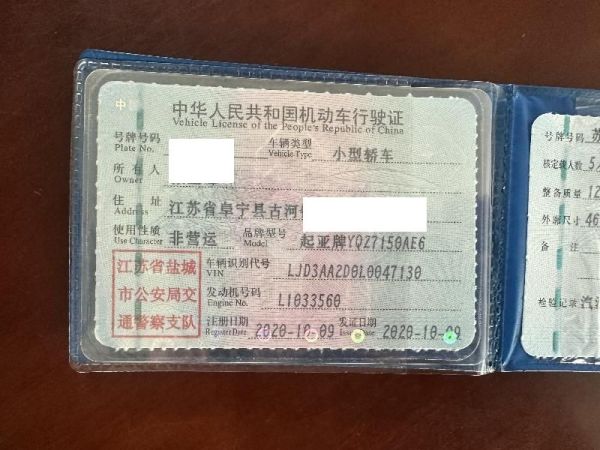 中华人民共和国机动车行驶证
Vehicle License of the People's Republic of China
号牌号码 车辆类型 小型轿车
Plate No. Vehicle Type
所有人
Owner
住址 江苏省阜宁县古河
Address
使用性质 非营运 品牌型号 起亚牌YQZ7150AE6
Use Character Model
江苏省盐城
市公安局交
通警察支队
车辆识别代号 LJD3AA2D0L0047130
VIN
发动机号码 L1033560
Engine No.
注册日期 2020-10-09 发证日期 2020-10-09
Register Date Issue Date
号牌号码 苏
核定载人数 5
整备质量 12
外廓尺寸 46
备注
检验记录 汽